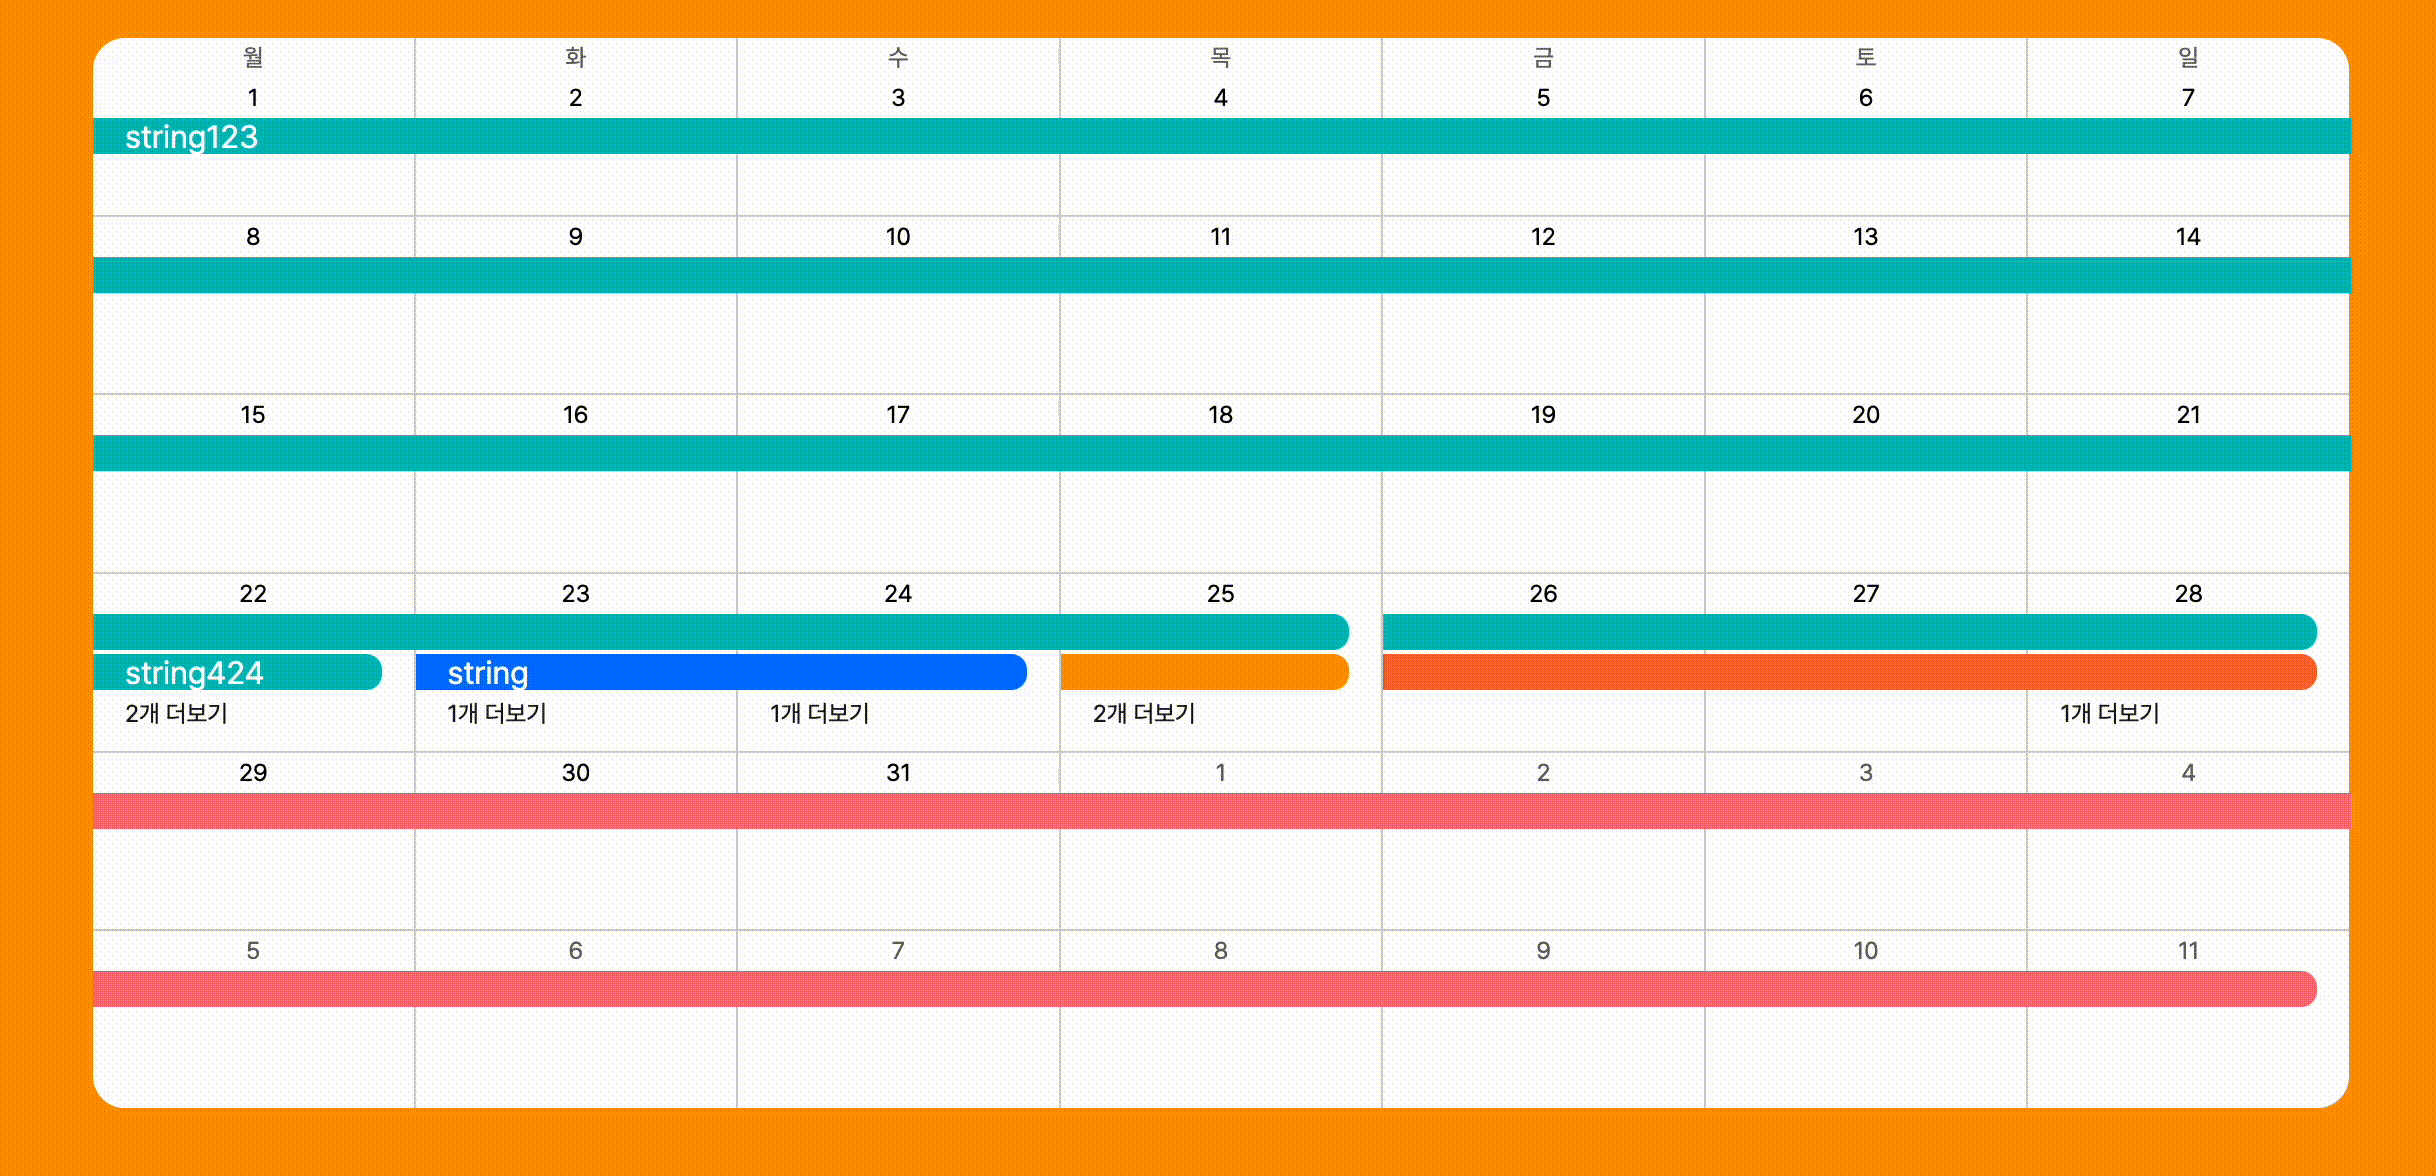 월 화 수 목 금 토 일
1 2 3 4 5 6 7
string123
8 9 10 11 12 13 14
15 16 17 18 19 20 21
22 23 24 25 26 27 28
string424 string
2개 더보기 1개 더보기 1개 더보기 2개 더보기 1개 더보기
29 30 31 1 2 3 4
5 6 7 8 9 10 11